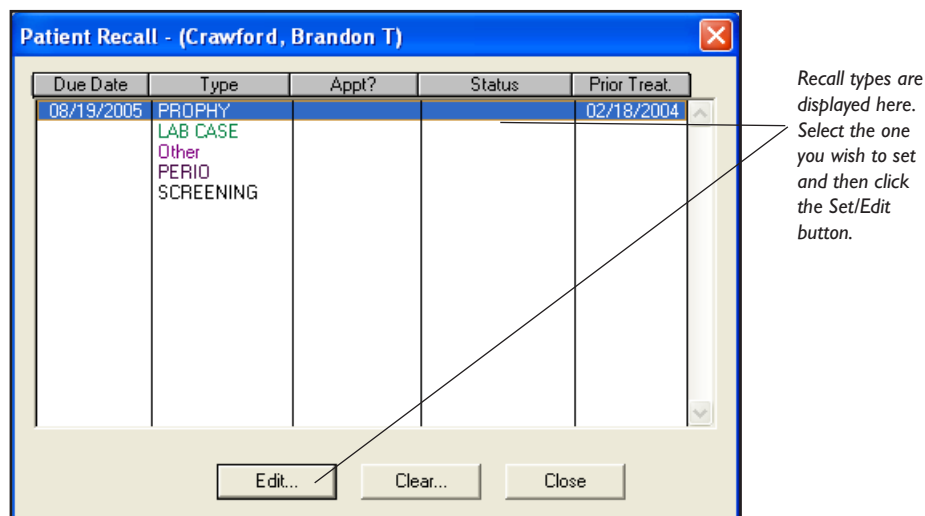 Patient Recall - (Crawford, Brandon T)
Due Date Type Appt? Status Prior Treat.
08/19/2005 PROPHY 02/18/2004
LAB CASE
Other
PERIO
SCREENING
Edit... Clear... Close
Recall types are
displayed here.
Select the one
you wish to set
and then click
the Set/Edit
button.